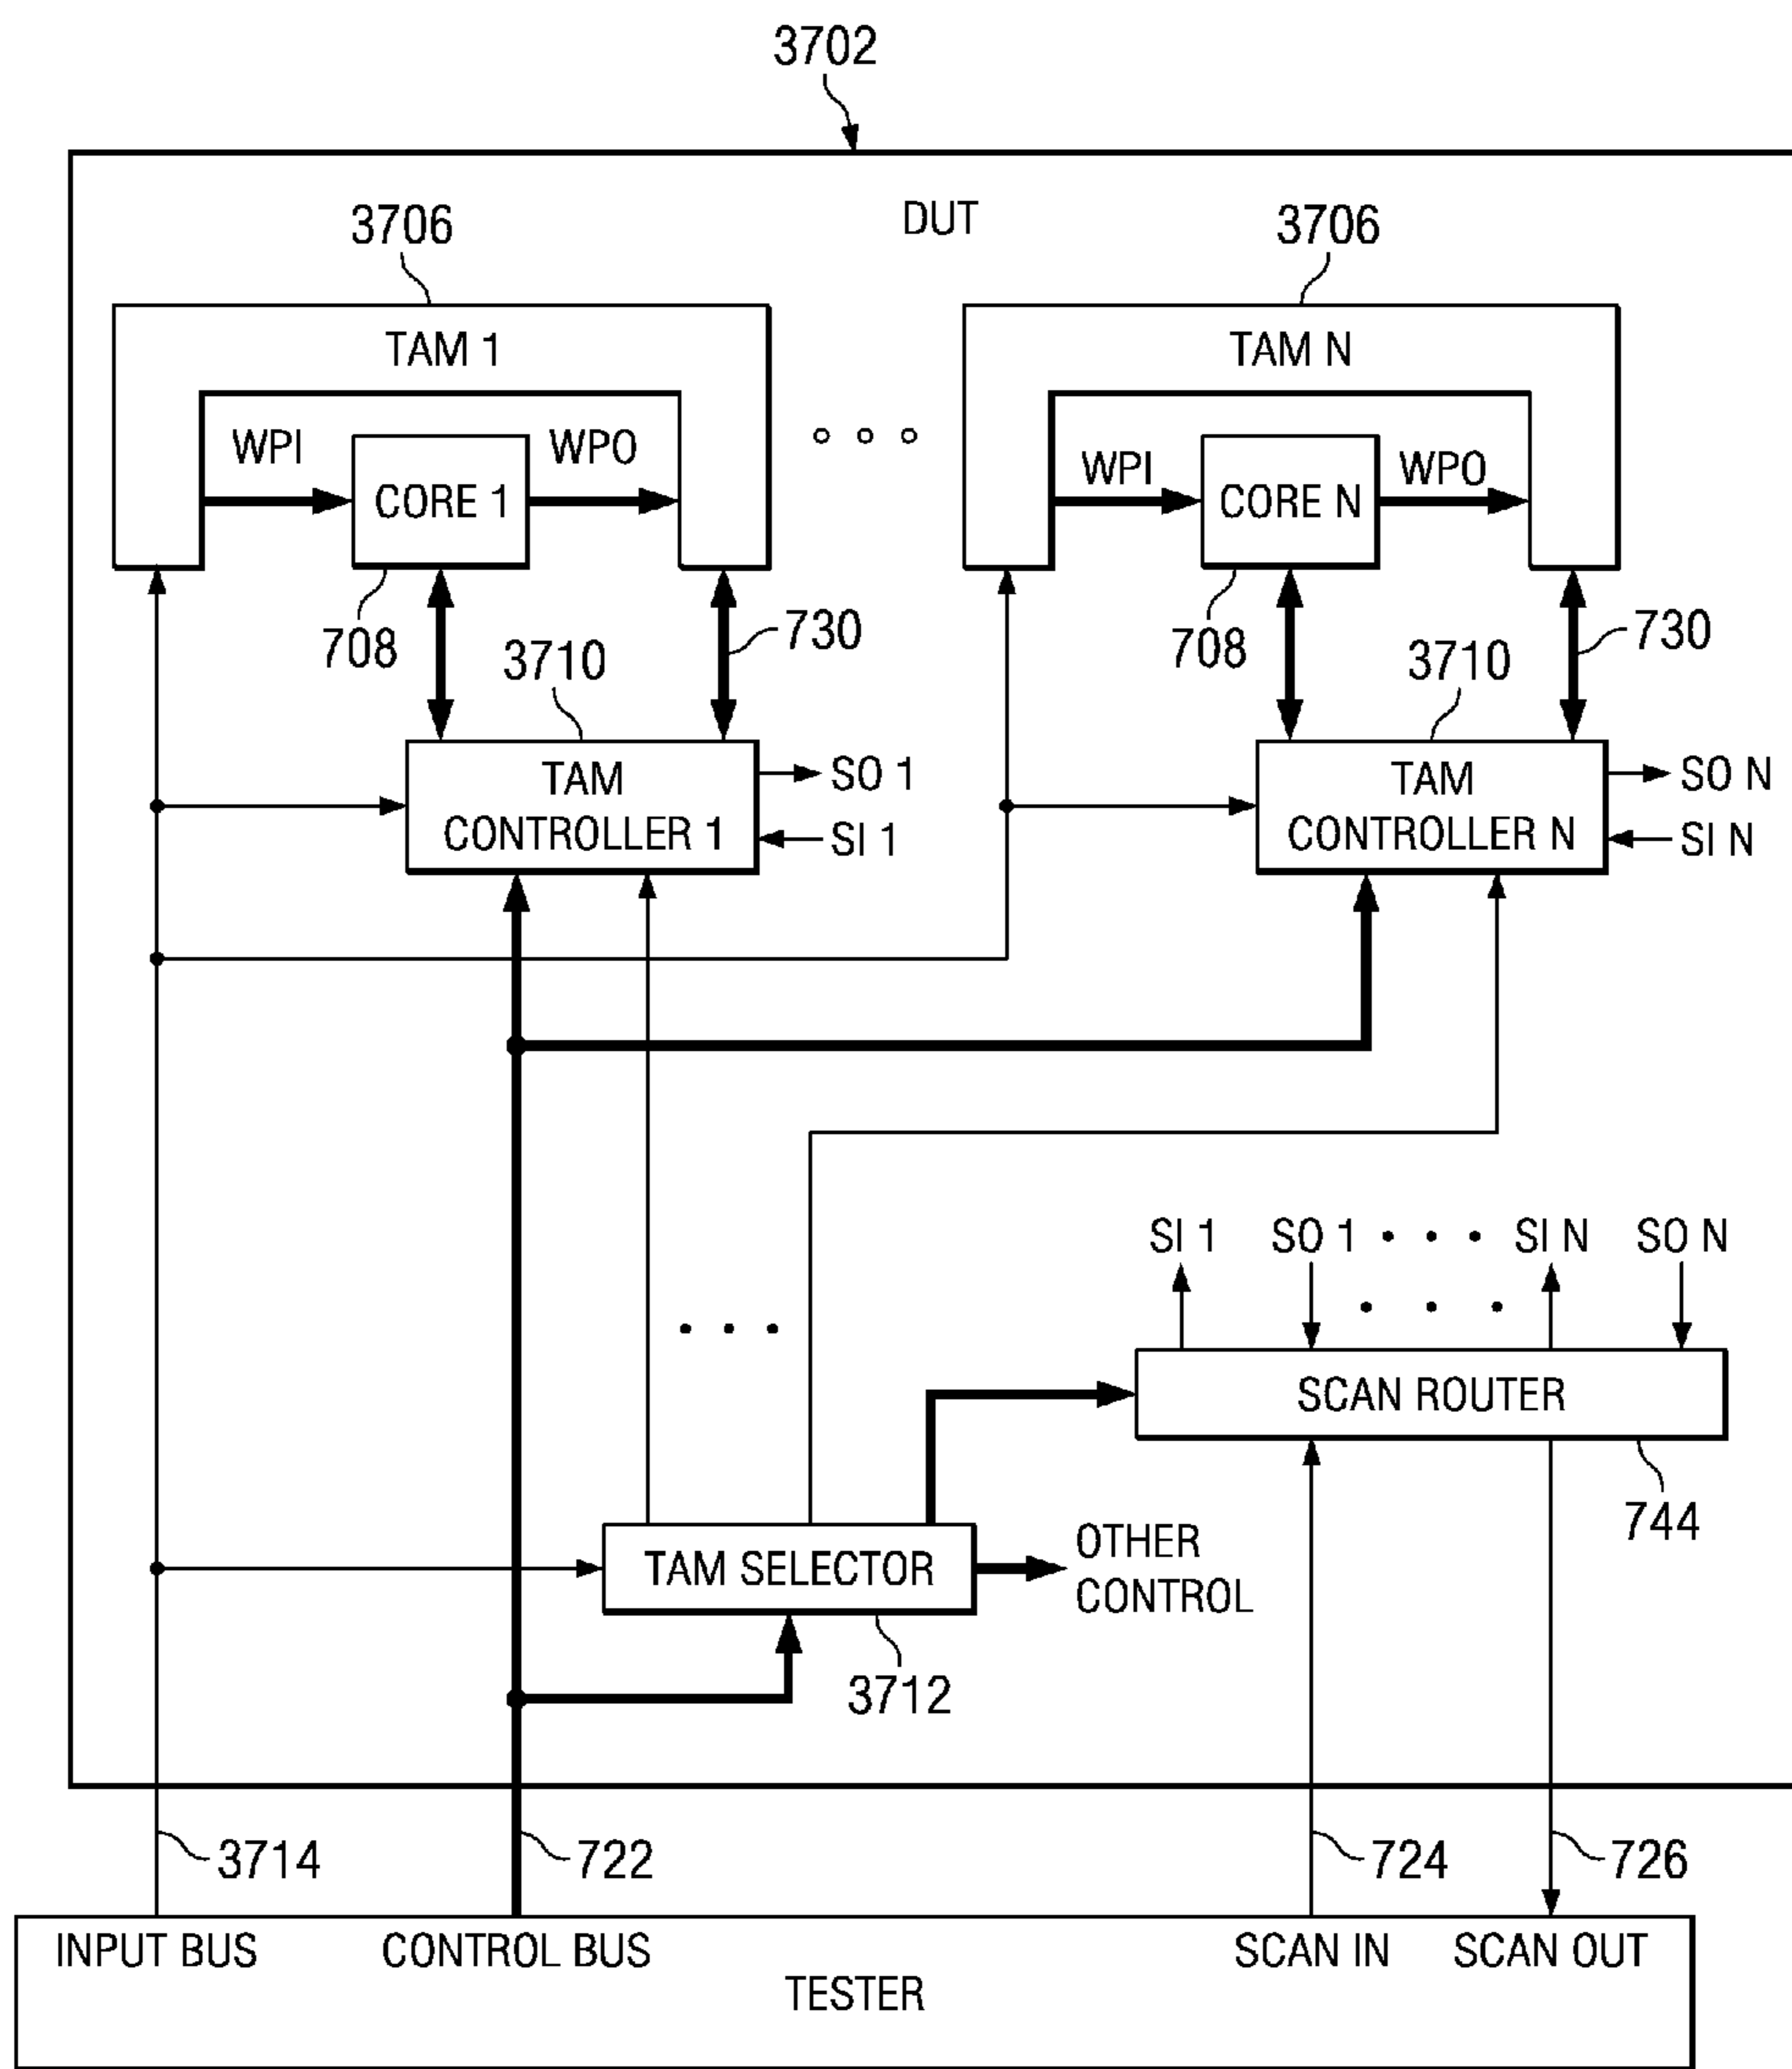 3702
DUT
3706
3706
TAM 1
TAM N
WPI
WPO
CORE 1
WPI
WPO
CORE N
708
3710
730
708
3710
730
TAM
CONTROLLER 1
SO 1
SI 1
TAM
CONTROLLER N
SO N
SI N
SI 1
SO 1
SI N
SO N
SCAN ROUTER
744
TAM SELECTOR
OTHER
CONTROL
3712
3714
722
724
726
INPUT BUS
CONTROL BUS
SCAN IN
SCAN OUT
TESTER